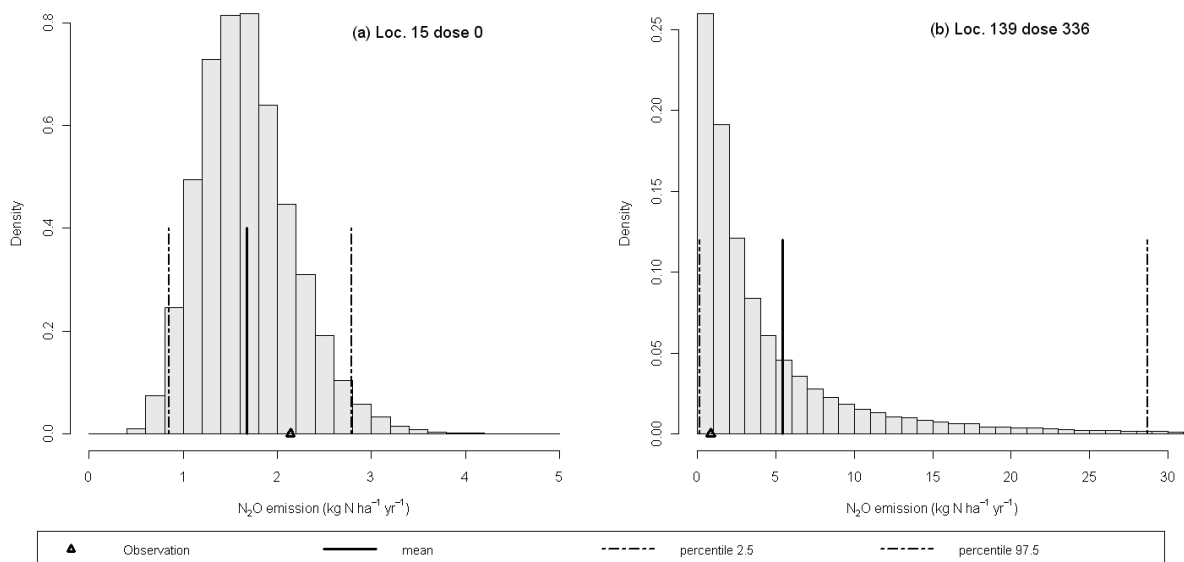 (a) Loc. 15 dose 0
Density
0.0
0.2
0.4
0.6
0.8
0 1 2 3 4 5
N₂O emission (kg N ha⁻¹ yr⁻¹)
(b) Loc. 139 dose 336
Density
0.00
0.05
0.10
0.15
0.20
0.25
0 5 10 15 20 25 30
N₂O emission (kg N ha⁻¹ yr⁻¹)
Observation mean percentile 2.5 percentile 97.5